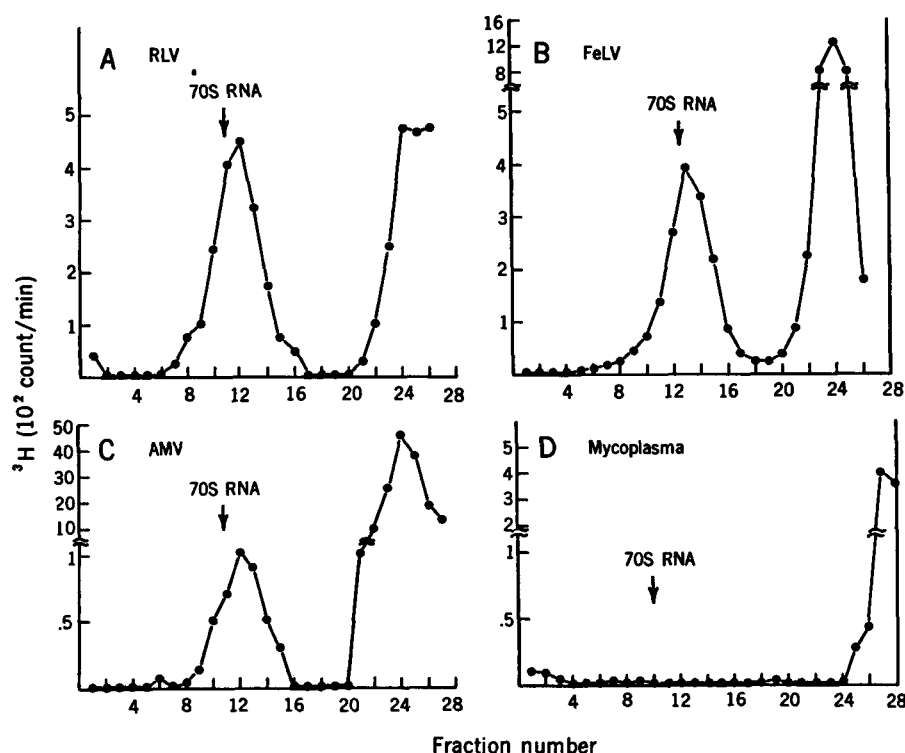 A RLV
70S RNA
5
4
3
2
1
4 8 12 16 20 24 28
B FeLV
70S RNA
16
12
8
5
4
3
2
1
4 8 12 16 20 24 28
³H (10² count/min)
C AMV
70S RNA
50
40
30
20
10
1
.5
4 8 12 16 20 24 28
D Mycoplasma
70S RNA
5
4
3
2
1
.5
4 8 12 16 20 24 28
Fraction number